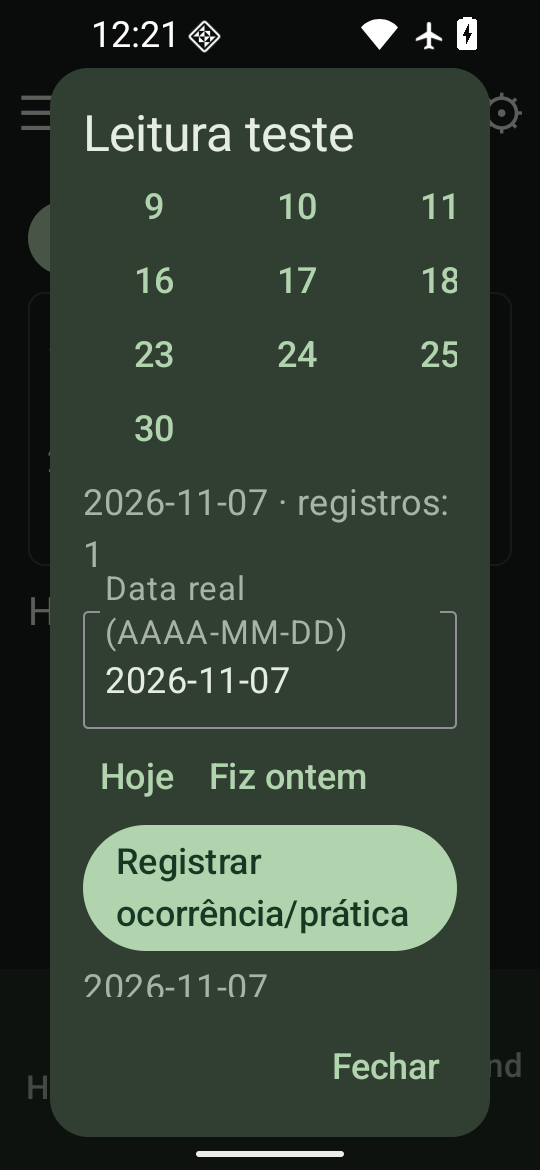 12:21
Leitura teste
9 10 11
16 17 18
23 24 25
30
2026-11-07 · registros:
1
Data real
(AAAA-MM-DD)
2026-11-07
Hoje Fiz ontem
Registrar
ocorrência/prática
2026-11-07
Fechar